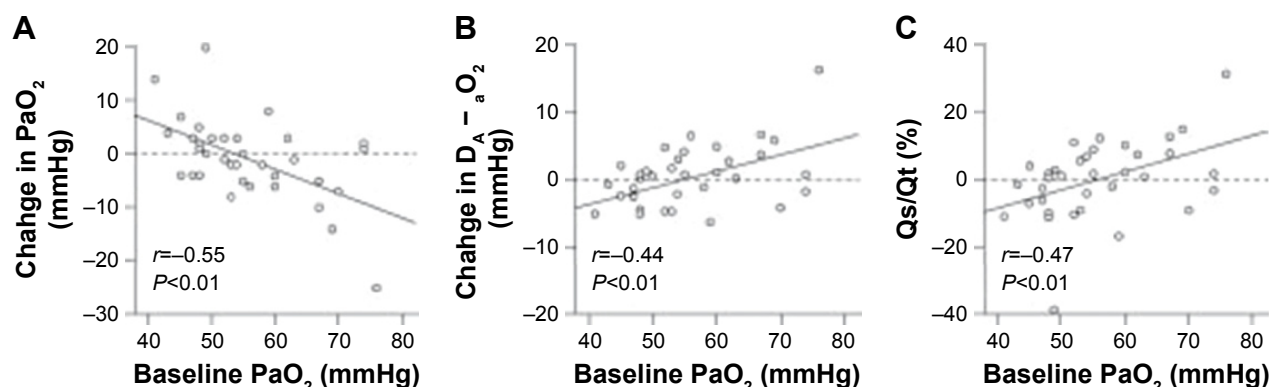 A
Chahge in PaO2
(mmHg)
20
10
0
–10
–20
–30
r=–0.55
P<0.01
40 50 60 70 80
Baseline PaO2 (mmHg)
B
Chahge in DA – aO2
(mmHg)
20
10
0
–10
–20
r=–0.44
P<0.01
40 50 60 70 80
Baseline PaO2 (mmHg)
C
Qs/Qt (%)
40
20
0
–20
–40
r=–0.47
P<0.01
40 50 60 70 80
Baseline PaO2 (mmHg)